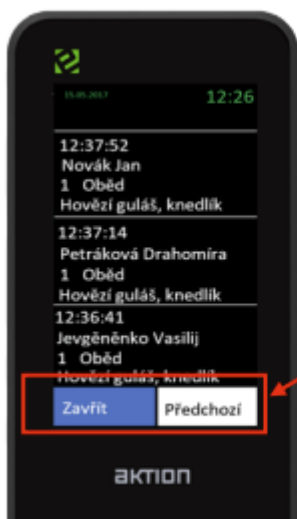 15.05.2017 12:26
12:37:52
Novák Jan
1 Oběd
Hovězí guláš, knedlík
12:37:14
Petráková Drahomíra
1 Oběd
Hovězí guláš, knedlík
12:36:41
Jevgěněnko Vasilij
1 Oběd
Hovězí guláš, knedlík
Zavřít Předchozí
aktion